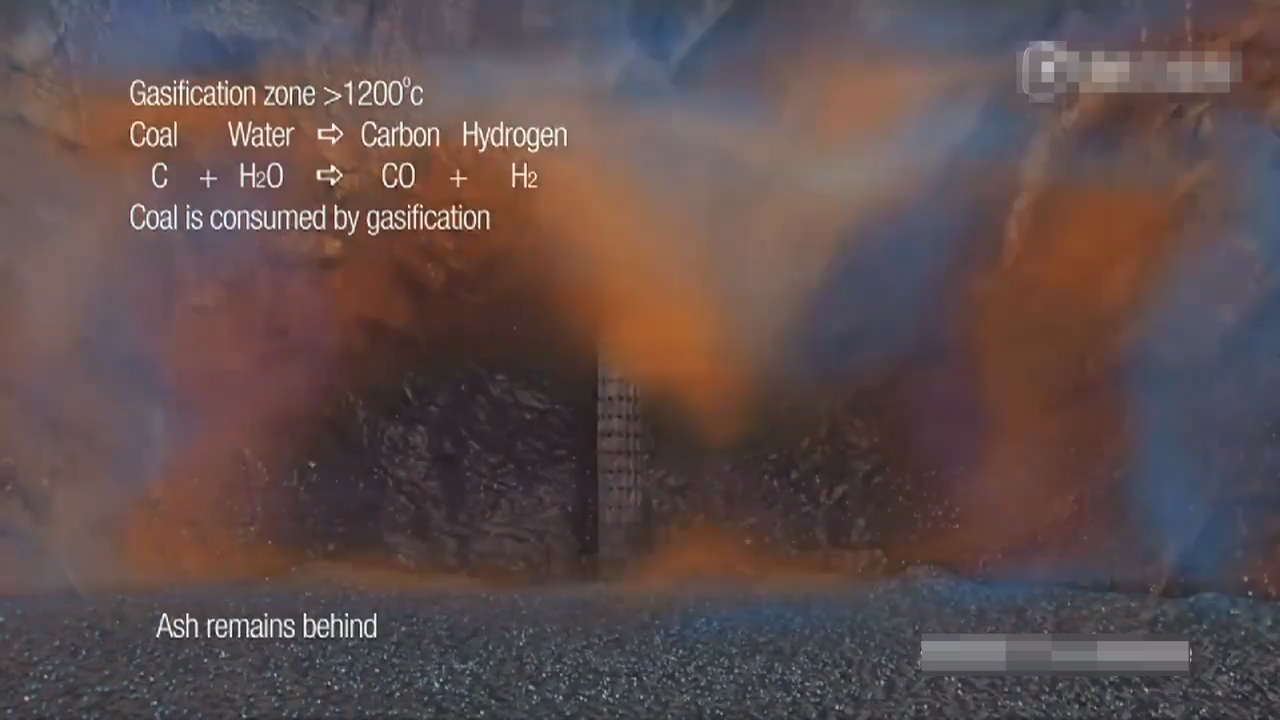 Gasification zone >1200°c
Coal Water ⇨ Carbon Hydrogen
C + H₂O ⇨ CO + H₂
Coal is consumed by gasification
Ash remains behind